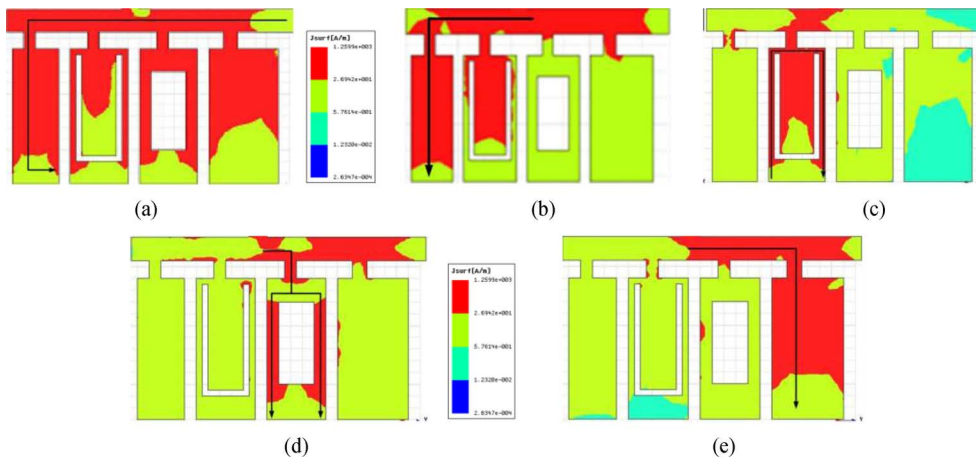 Jsurf[A/m]
1.2599e+003
2.6942e+001
5.7614e-001
1.2320e-002
2.6347e-004
(a)
(b)
(c)
Jsurf[A/m]
1.2599e+003
2.6942e+001
5.7614e-001
1.2320e-002
2.6347e-004
(d)
(e)